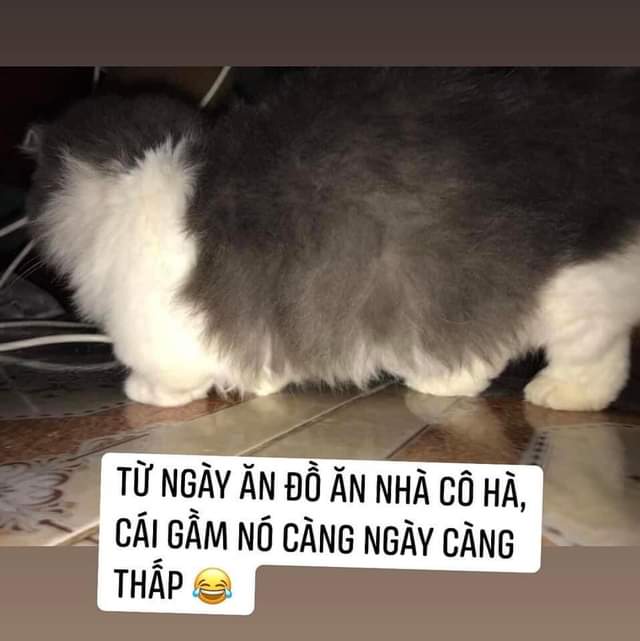 TỪ NGÀY ĂN ĐỒ ĂN NHÀ CÔ HÀ,
CÁI GẦM NÓ CÀNG NGÀY CÀNG
THẤP 😂